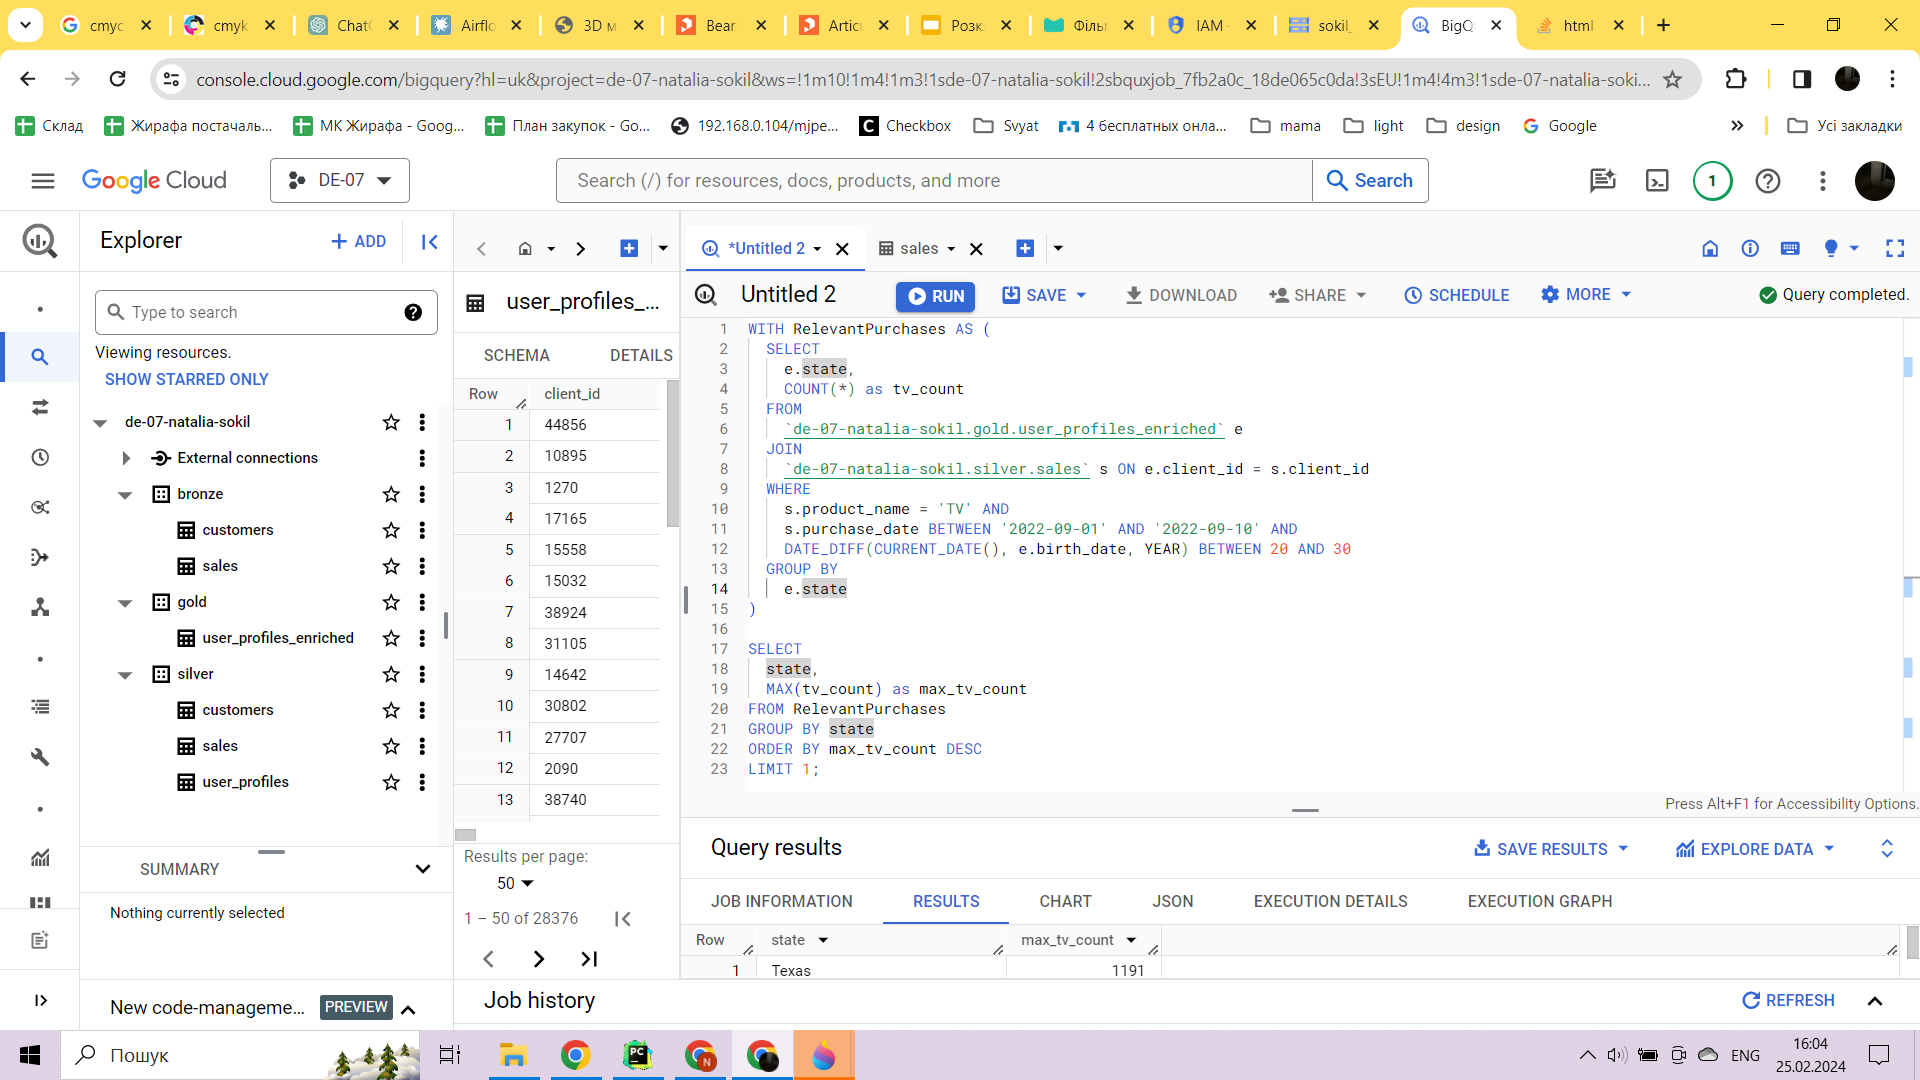 cmyc
cmyk
ChatG
Airflo
3D м
Bear
Articu
Розк
Філь
IAM -
sokil_
BigQ
html
console.cloud.google.com/bigquery?hl=uk&project=de-07-natalia-sokil&ws=!1m10!1m4!1m3!1sde-07-natalia-sokil!2sbquxjob_7fb2a0c_18de065c0da!3sEU!1m4!4m3!1sde-07-natalia-soki...
Склад
Жирафа постачаль...
МК Жирафа - Goog...
План закупок - Go...
192.168.0.104/mjpe...
Checkbox
Svyat
4 бесплатных онла...
mama
light
design
Google
»
Усі закладки
Google Cloud
DE-07
Search (/) for resources, docs, products, and more
Search
1
Explorer
+ ADD
*Untitled 2
sales
Type to search
Viewing resources.
SHOW STARRED ONLY
de-07-natalia-sokil
External connections
bronze
customers
sales
gold
user_profiles_enriched
silver
customers
sales
user_profiles
SUMMARY
Nothing currently selected
New code-manageme...
PREVIEW
user_profiles_...
SCHEMA
DETAILS
Row client_id
1 44856
2 10895
3 1270
4 17165
5 15558
6 15032
7 38924
8 31105
9 14642
10 30802
11 27707
12 2090
13 38740
Results per page:
50
1 – 50 of 28376
Untitled 2
RUN
SAVE
DOWNLOAD
SHARE
SCHEDULE
MORE
Query completed.
1 WITH RelevantPurchases AS (
2 SELECT
3 e.state,
4 COUNT(*) as tv_count
5 FROM
6 `de-07-natalia-sokil.gold.user_profiles_enriched` e
7 JOIN
8 `de-07-natalia-sokil.silver.sales` s ON e.client_id = s.client_id
9 WHERE
10 s.product_name = 'TV' AND
11 s.purchase_date BETWEEN '2022-09-01' AND '2022-09-10' AND
12 DATE_DIFF(CURRENT_DATE(), e.birth_date, YEAR) BETWEEN 20 AND 30
13 GROUP BY
14 e.state
15 )
16
17 SELECT
18 state,
19 MAX(tv_count) as max_tv_count
20 FROM RelevantPurchases
21 GROUP BY state
22 ORDER BY max_tv_count DESC
23 LIMIT 1;
Press Alt+F1 for Accessibility Options.
Query results
SAVE RESULTS
EXPLORE DATA
JOB INFORMATION
RESULTS
CHART
JSON
EXECUTION DETAILS
EXECUTION GRAPH
Row state max_tv_count
1 Texas 1191
Job history
REFRESH
Пошук
PC
N
ENG
16:04
25.02.2024